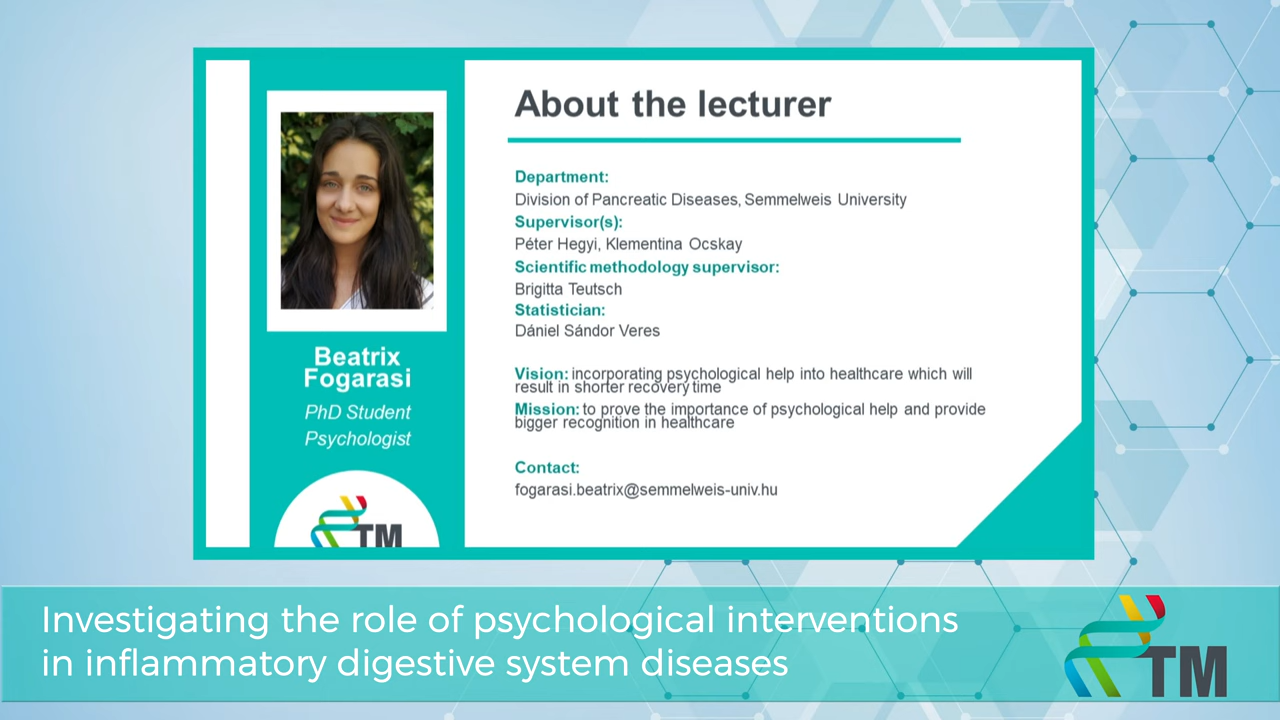 About the lecturer
Department:
Division of Pancreatic Diseases, Semmelweis University
Supervisor(s):
Péter Hegyi, Klementina Ocskay
Scientific methodology supervisor:
Brigitta Teutsch
Statistician:
Dániel Sándor Veres
Vision: incorporating psychological help into healthcare which will
result in shorter recovery time
Mission: to prove the importance of psychological help and provide
bigger recognition in healthcare
Contact:
fogarasi.beatrix@semmelweis-univ.hu
Beatrix
Fogarasi
PhD Student
Psychologist
TM
Investigating the role of psychological interventions
in inflammatory digestive system diseases
TM